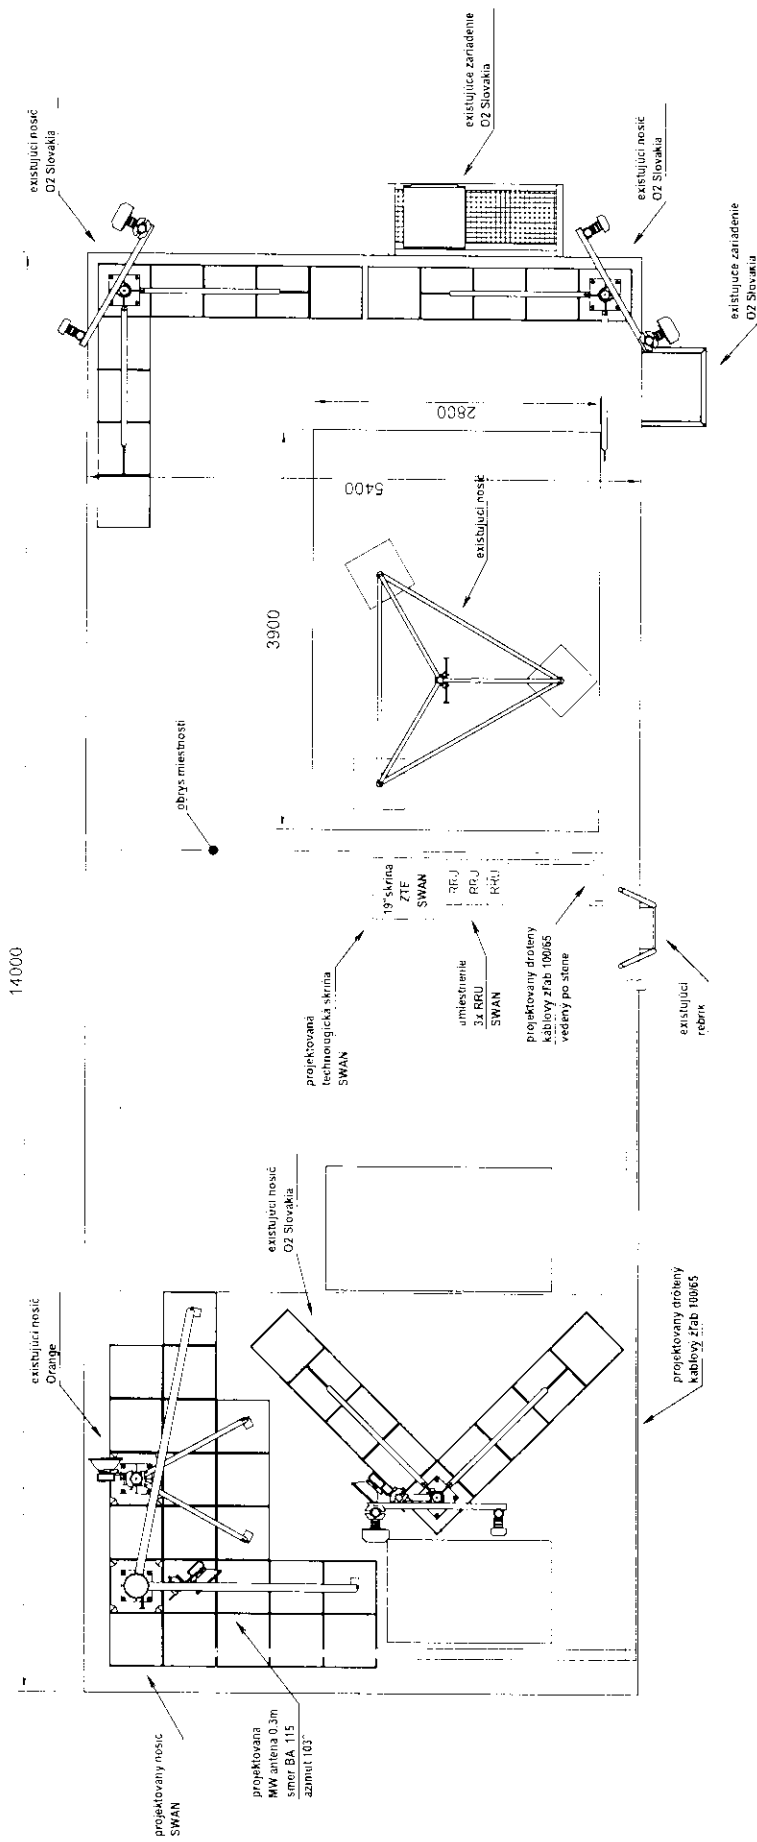 existujúci nosič
O2 Slovakia
existujúce zariadenie
O2 Slovakia
existujúci nosič
O2 Slovakia
existujúce zariadenie
O2 Slovakia
2800
5400
existujúci nosič
3900
obrys miestnosti
14000
19"skriňa
ZTE
SWAN
RRU
RRU
RRU
projektovaná
technologická skriňa
SWAN
umiestnenie
3x RRU
SWAN
projektovaný drôtený
káblový žľab 100/65
vedený po stene
existujúci
rebrík
existujúci nosič
O2 Slovakia
existujúci nosič
Orange
projektovaný drôtený
káblový žľab 100/65
projektovaný nosič
SWAN
projektovaná
MW anténa 0.3m
smer BA 115
azimut 103°